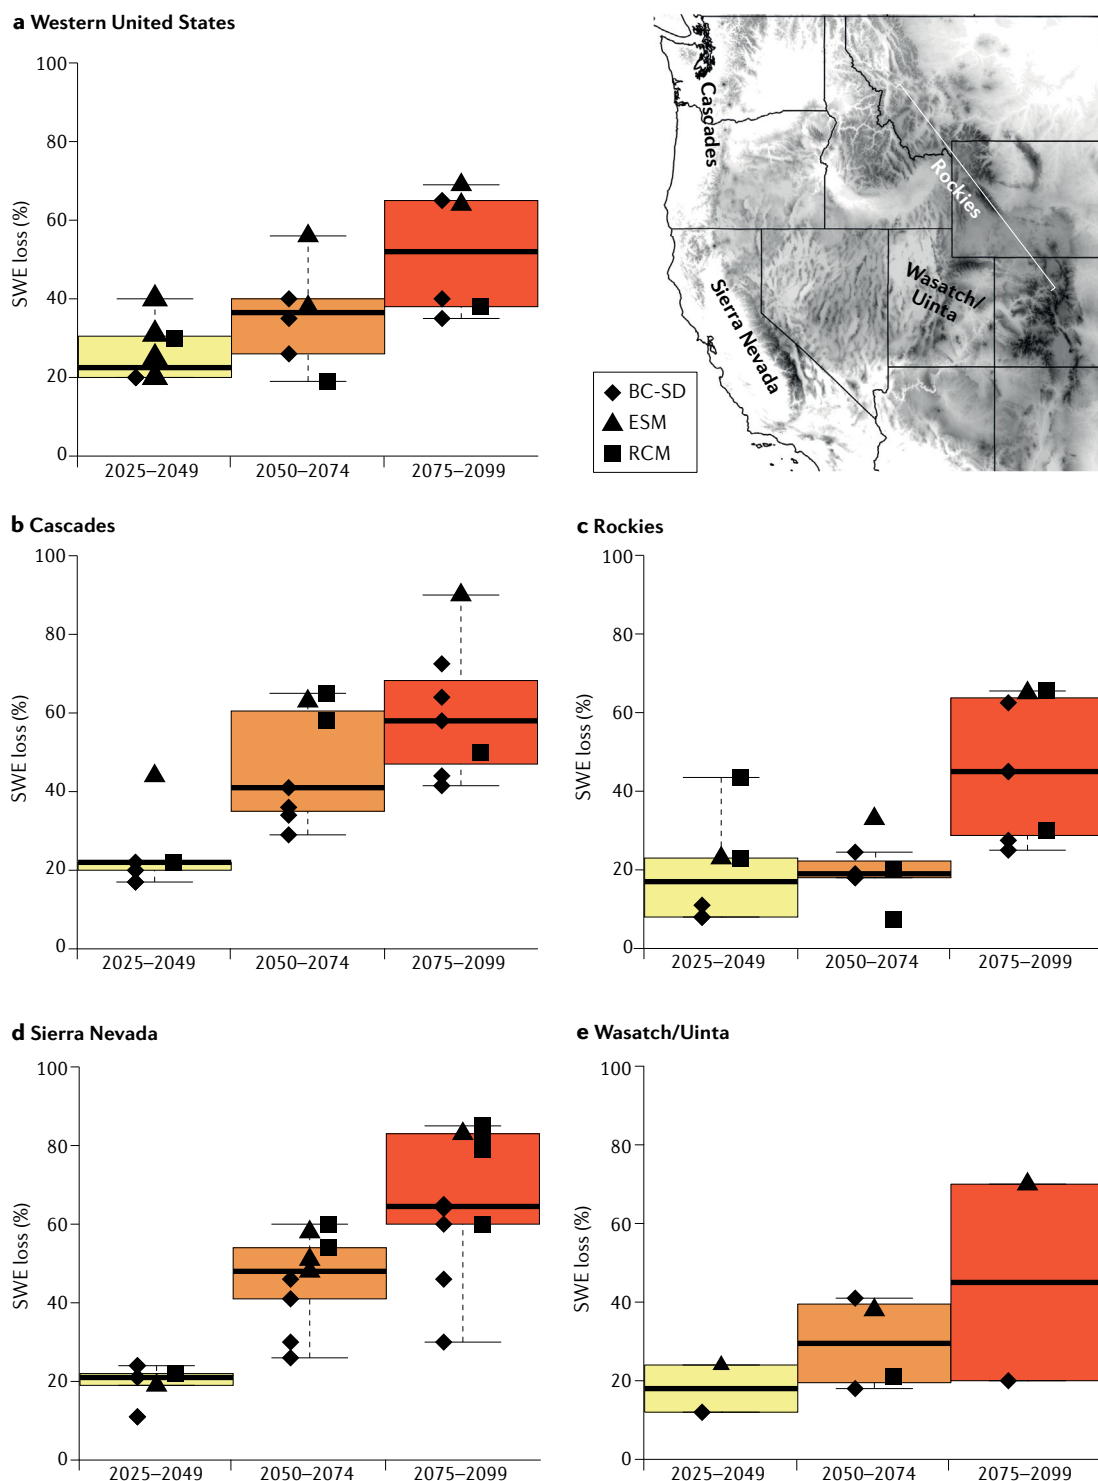 a Western United States
SWE loss (%)
100
80
60
40
20
0
2025–2049
2050–2074
2075–2099
Cascades
Rockies
Wasatch/
Uinta
Sierra Nevada
BC-SD
ESM
RCM
b Cascades
SWE loss (%)
100
80
60
40
20
0
2025–2049
2050–2074
2075–2099
c Rockies
SWE loss (%)
100
80
60
40
20
0
2025–2049
2050–2074
2075–2099
d Sierra Nevada
SWE loss (%)
100
80
60
40
20
0
2025–2049
2050–2074
2075–2099
e Wasatch/Uinta
SWE loss (%)
100
80
60
40
20
0
2025–2049
2050–2074
2075–2099